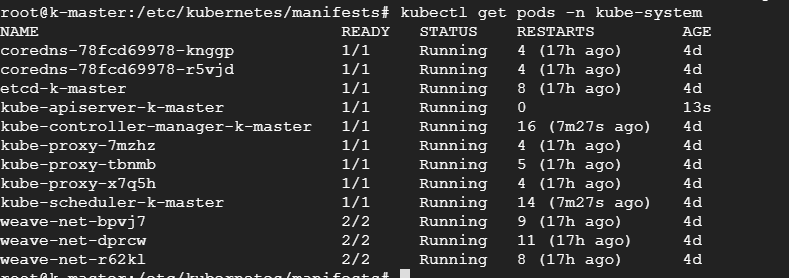 root@k-master:/etc/kubernetes/manifests# kubectl get pods -n kube-system
NAME READY STATUS RESTARTS AGE
coredns-78fcd69978-knggp 1/1 Running 4 (17h ago) 4d
coredns-78fcd69978-r5vjd 1/1 Running 4 (17h ago) 4d
etcd-k-master 1/1 Running 8 (17h ago) 4d
kube-apiserver-k-master 1/1 Running 0 13s
kube-controller-manager-k-master 1/1 Running 16 (7m27s ago) 4d
kube-proxy-7mzhz 1/1 Running 4 (17h ago) 4d
kube-proxy-tbnmb 1/1 Running 5 (17h ago) 4d
kube-proxy-x7q5h 1/1 Running 4 (17h ago) 4d
kube-scheduler-k-master 1/1 Running 14 (7m27s ago) 4d
weave-net-bpvj7 2/2 Running 9 (17h ago) 4d
weave-net-dprcw 2/2 Running 11 (17h ago) 4d
weave-net-r62kl 2/2 Running 8 (17h ago) 4d
root@k-master:/etc/kubernetes/manifests#